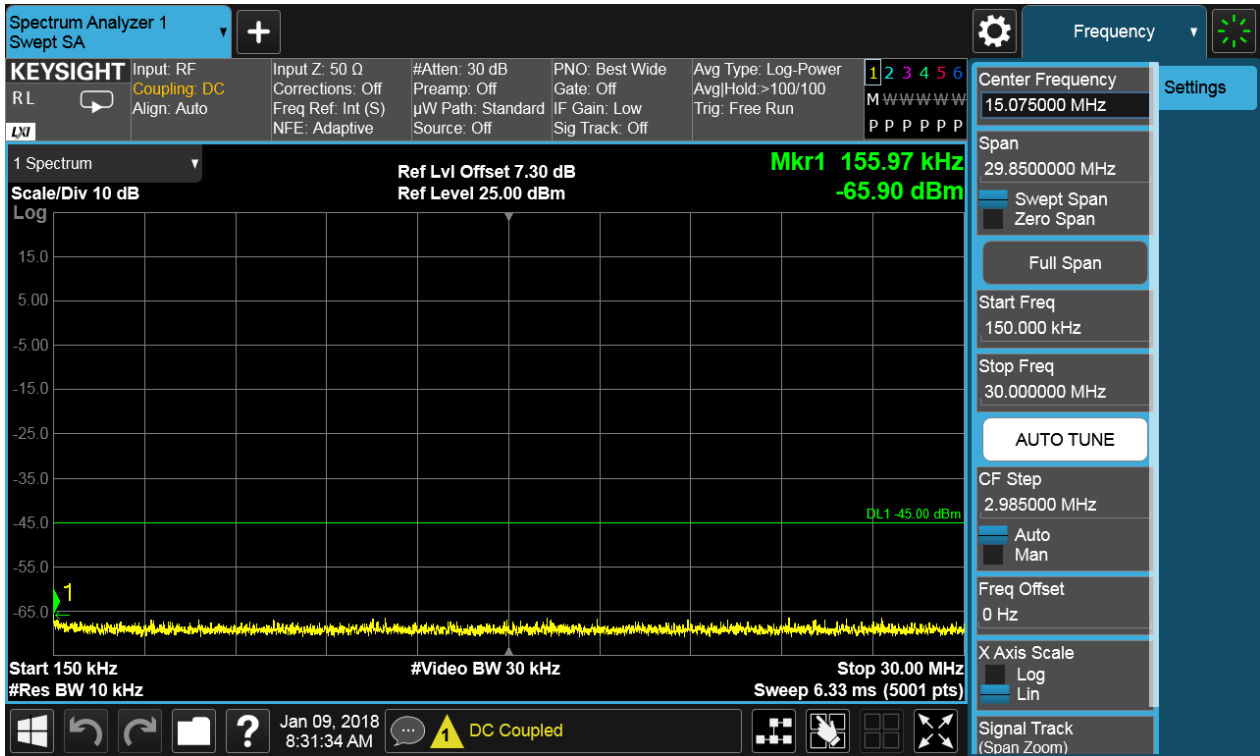 Spectrum Analyzer 1
Swept SA
+
Frequency
KEYSIGHT
RL
LXI
Input: RF
Coupling: DC
Align: Auto
Input Z: 50 Ω
Corrections: Off
Freq Ref: Int (S)
NFE: Adaptive
#Atten: 30 dB
Preamp: Off
µW Path: Standard
Source: Off
PNO: Best Wide
Gate: Off
IF Gain: Low
Sig Track: Off
Avg Type: Log-Power
Avg|Hold:>100/100
Trig: Free Run
1 2 3 4 5 6
M W W W W W
P P P P P P
1 Spectrum
Scale/Div 10 dB
Log
Ref Lvl Offset 7.30 dB
Ref Level 25.00 dBm
Mkr1 155.97 kHz
-65.90 dBm
15.0
5.00
-5.00
-15.0
-25.0
-35.0
-45.0
-55.0
-65.0
DL1 -45.00 dBm
1
Start 150 kHz
#Res BW 10 kHz
#Video BW 30 kHz
Stop 30.00 MHz
Sweep 6.33 ms (5001 pts)
Center Frequency
15.075000 MHz
Span
29.8500000 MHz
Swept Span
Zero Span
Full Span
Start Freq
150.000 kHz
Stop Freq
30.000000 MHz
AUTO TUNE
CF Step
2.985000 MHz
Auto
Man
Freq Offset
0 Hz
X Axis Scale
Log
Lin
Signal Track
(Span Zoom)
Settings
?
Jan 09, 2018
8:31:34 AM
1
DC Coupled